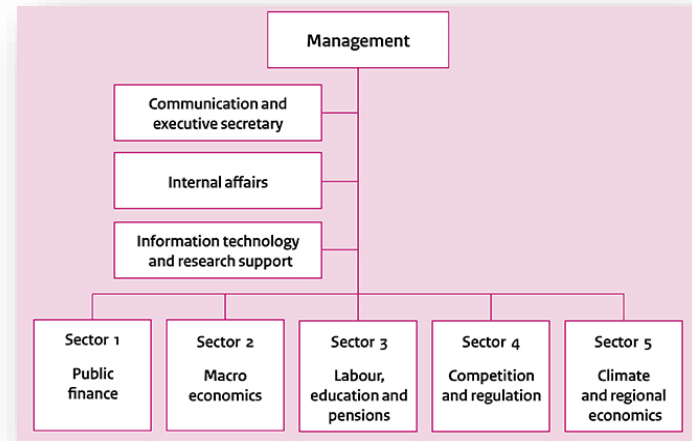 Management
Communication and
executive secretary
Internal affairs
Information technology
and research support
Sector 1
Public
finance
Sector 2
Macro
economics
Sector 3
Labour,
education and
pensions
Sector 4
Competition
and regulation
Sector 5
Climate
and regional
economics